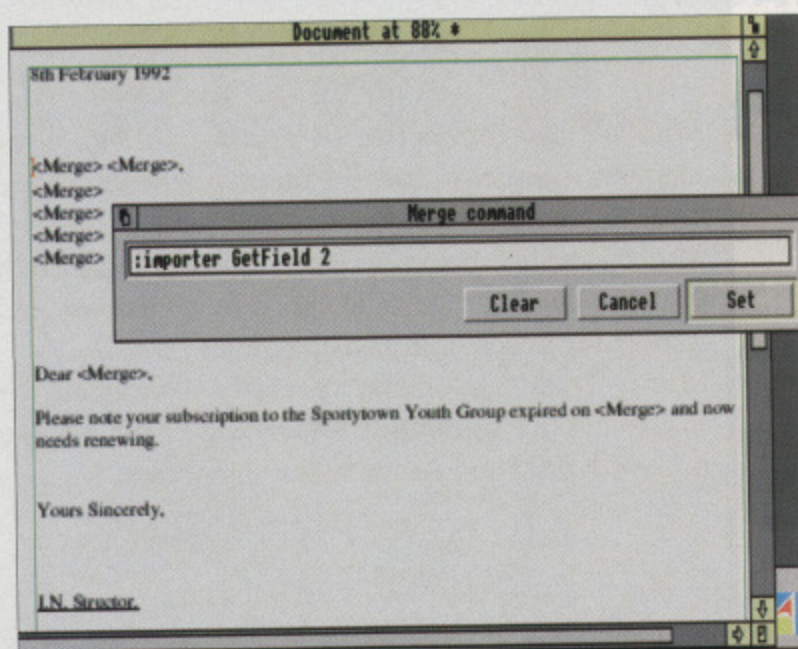 Document at 88% *
8th February 1992
<Merge> <Merge>,
<Merge>
<Merge>
<Merge>
<Merge>
Merge command
:importer GetField 2
Clear Cancel Set
Dear <Merge>,
Please note your subscription to the Sportytown Youth Group expired on <Merge> and now
needs renewing.
Yours Sincerely,
I.N. Structor.